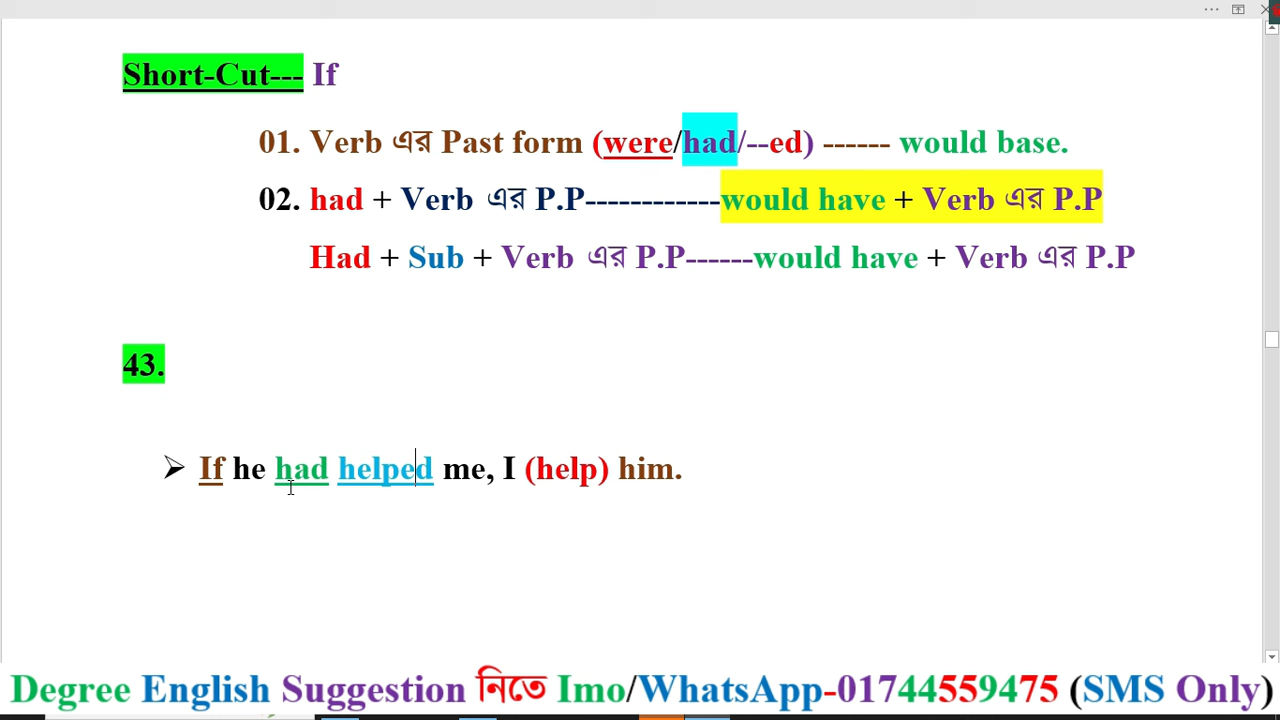 Short-Cut--- If
01. Verb এর Past form (were/had/--ed) ------ would base.
02. had + Verb এর P.P------------would have + Verb এর P.P
Had + Sub + Verb এর P.P------would have + Verb এর P.P
43.
➢ If he had helped me, I (help) him.
Degree English Suggestion নিতে Imo/WhatsApp-01744559475 (SMS Only)